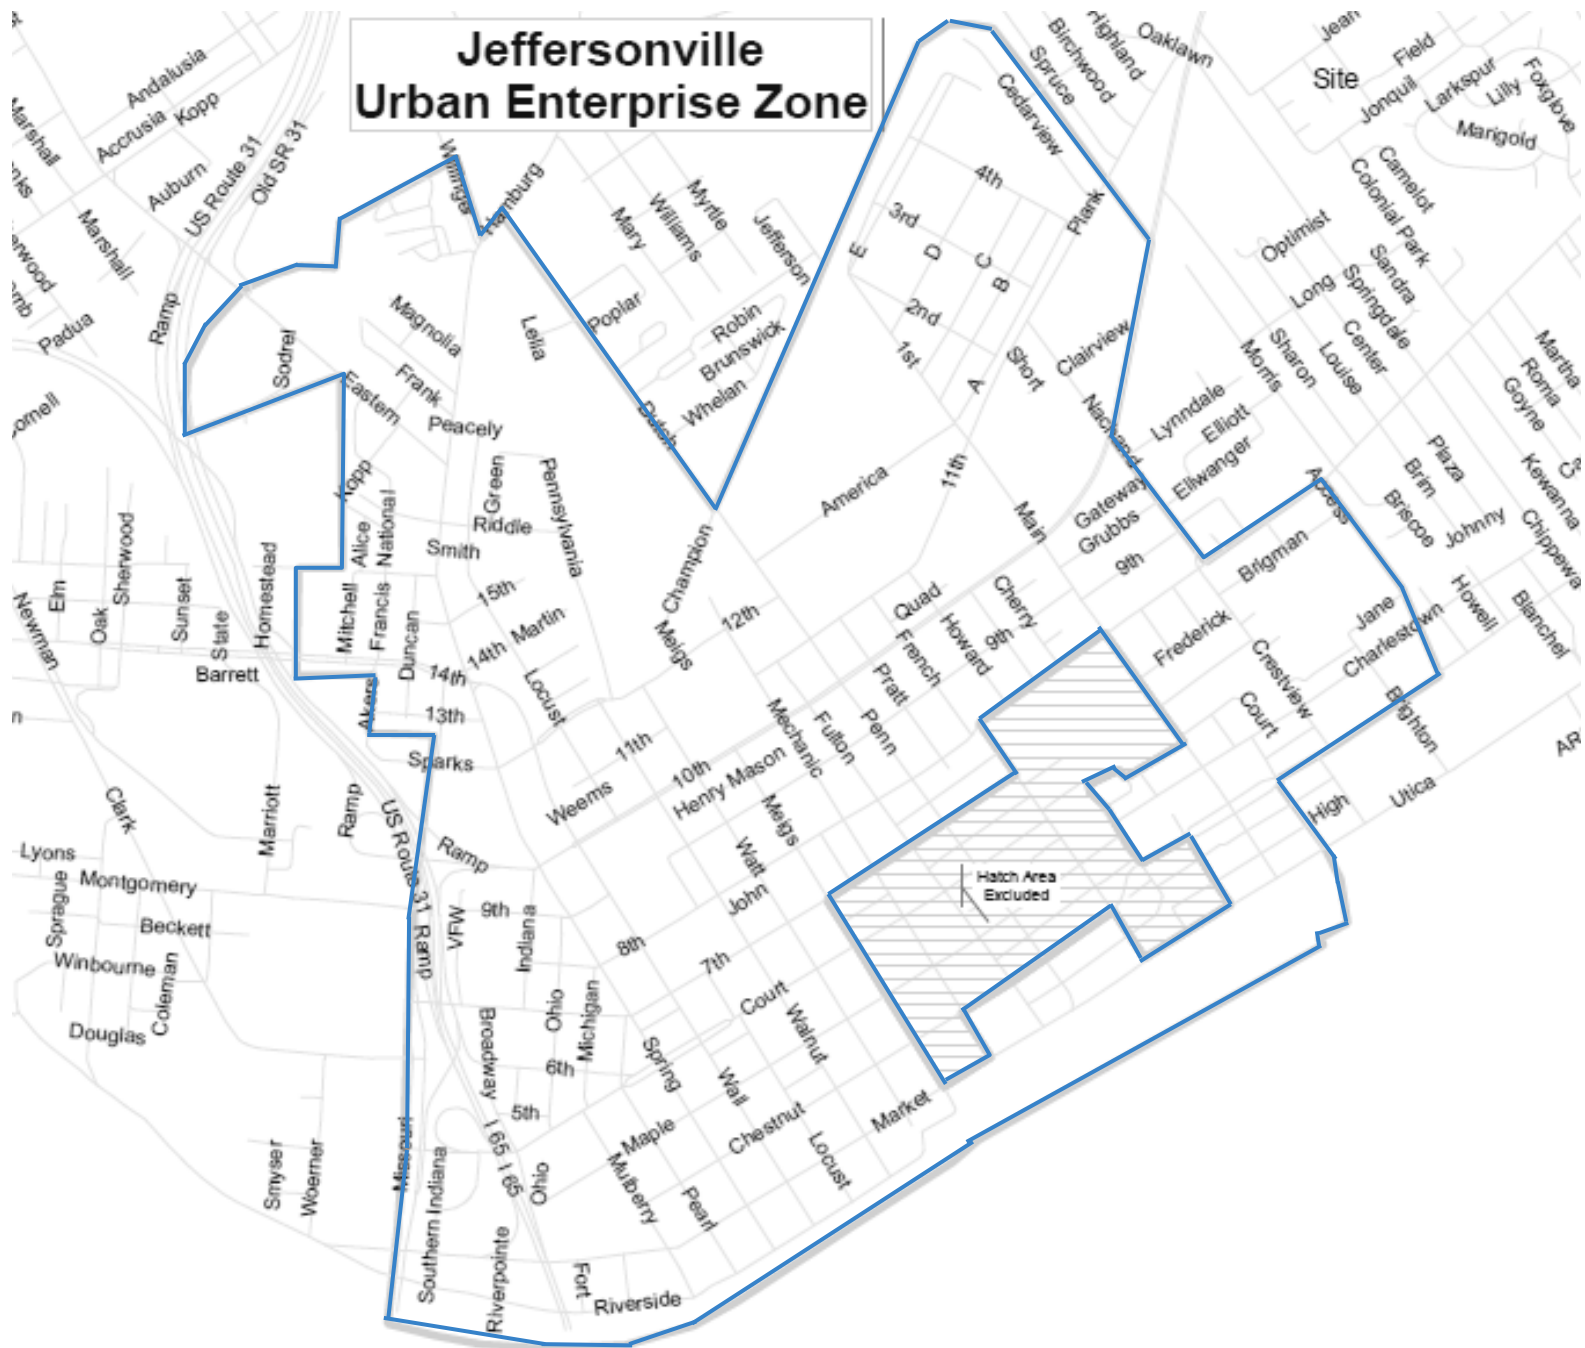 Jeffersonville
Urban Enterprise Zone
Andalusia
Kopp
Accrusia
Marshall
Auburn
US Route 31
Old SR 31
Marshall
Ramp
Padua
Sodrel
Willinger
Hamburg
Mary
Williams
Myrtle
Jefferson
Poplar
Robin
Brunswick
Whelan
Dutch
Magnolia
Lella
Frank
Eastern
Peacely
Cedarview
Spruce
Birchwood
Highland
Oaklawn
Site
Jean
Field
Jonquil
Larkspur
Lilly
Foxglove
Marigold
Camelot
Colonial Park
Optimist
Sandra
Springdale
Long
Center
Louise
Sharon
Morris
Martha
Roma
Goyne
4th
3rd
E
D
C
B
Plank
2nd
1st
A
Short
Clairview
Nachand
Lynndale
Elliott
Ellwanger
Gateway
Grubbs
9th
Access
Plaza
Brim
Briscoe
Johnny
Kewanna
Chippewa
Brigman
Howell
Blanchel
Jane
Charlestown
Brighton
Frederick
Crestview
Court
High
Utica
Kopp
Alice
National
Green
Riddle
Pennsylvania
Smith
Sherwood
Elm
Oak
Sunset
State
Homestead
Newman
Barrett
Mitchell
Francis
Duncan
15th
14th
Martin
14th
13th
Akers
Sparks
Locust
Champion
Meigs
12th
America
11th
Main
Quad
Cherry
9th
Howard
French
Pratt
Penn
Fulton
Mechanic
11th
10th
Henry Mason
Weems
Meigs
Watt
John
Clark
Marriott
Ramp
US Route 31 Ramp
Ramp
Lyons
Montgomery
Sprague
Beckett
Winbourne
Coleman
Douglas
VFW
9th
Indiana
8th
7th
Court
Walnut
Ohio
Michigan
Broadway
6th
5th
Spring
Wall
Market
Chestnut
Maple
Locust
Mulberry
Pearl
I 65 I 65
Ohio
Missouri
Southern Indiana
Smyser
Woerner
Riverpointe
Fort
Riverside
Hatch Area
Excluded